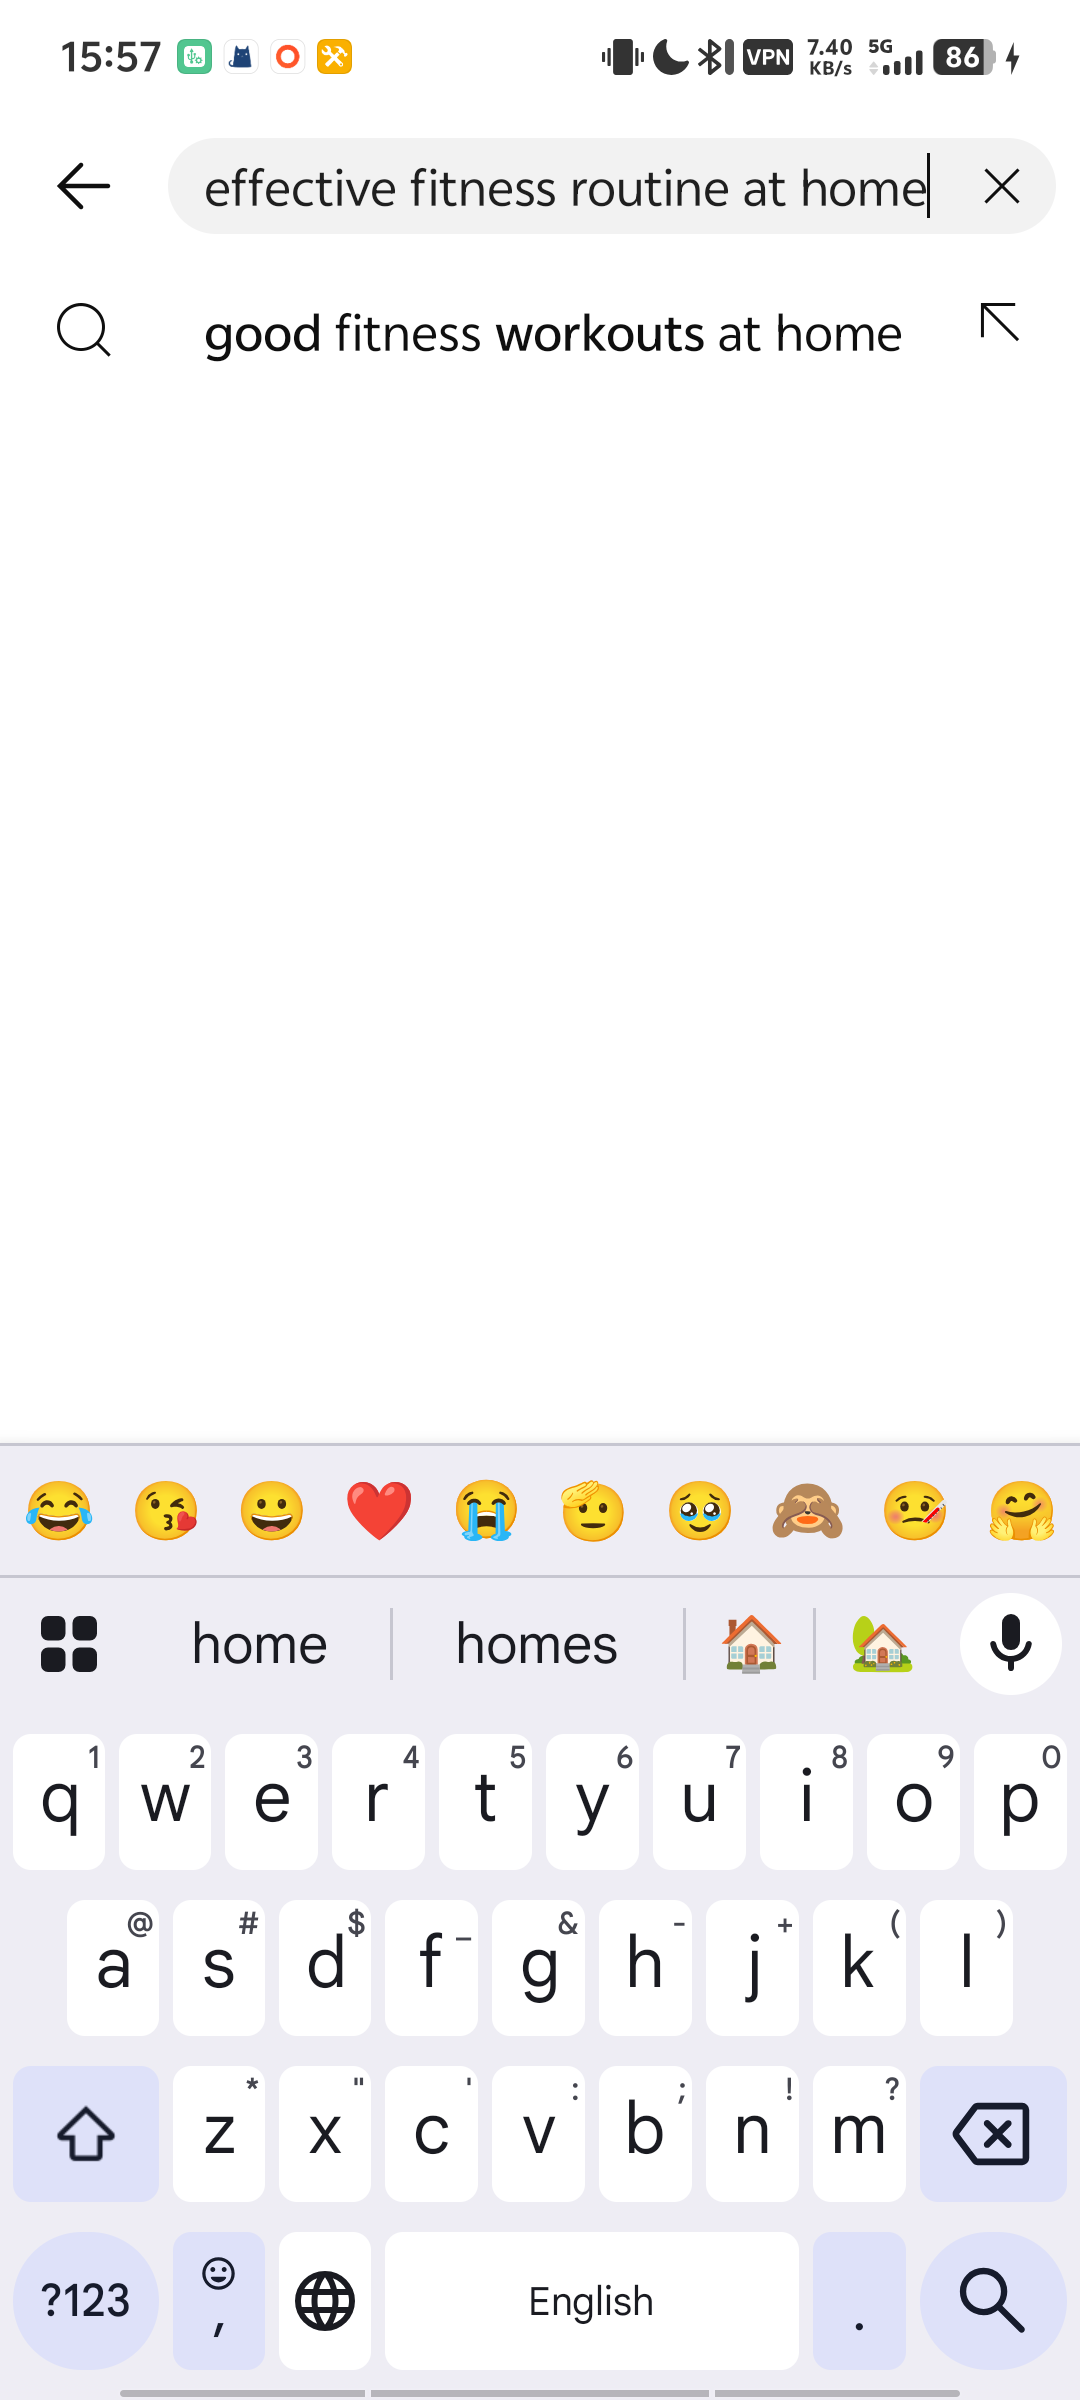 15:57
VPN
7.40 KB/s
5G
86
effective fitness routine at home
good fitness workouts at home
home
homes
q 1 w 2 e 3 r 4 t 5 y 6 u 7 i 8 o 9 p 0
a @ s # d $ f _ g & h - j + k ( l )
z * x " c ' v : b ; n ! m ?
?123 , English .